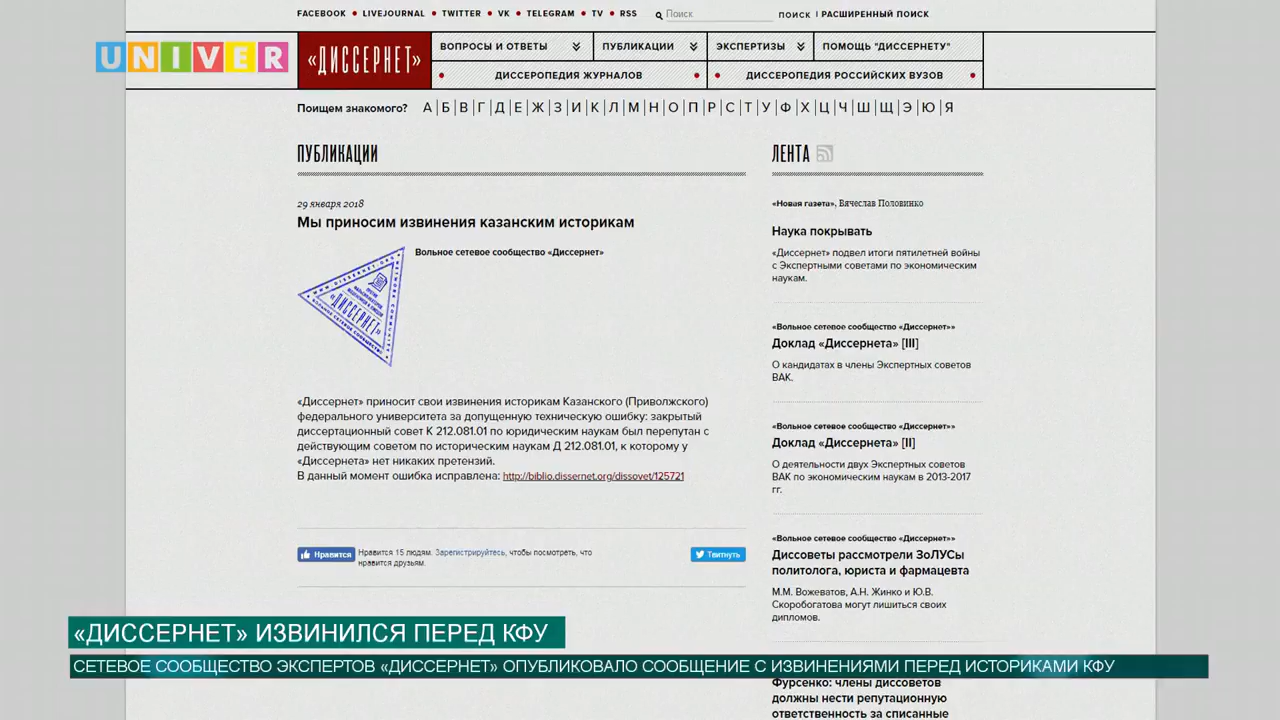 FACEBOOK • LIVEJOURNAL • TWITTER • VK • TELEGRAM • TV • RSS Поиск ПОИСК | РАСШИРЕННЫЙ ПОИСК
UNIVER
«ДИССЕРНЕТ»
ВОПРОСЫ И ОТВЕТЫ ПУБЛИКАЦИИ ЭКСПЕРТИЗЫ ПОМОЩЬ "ДИССЕРНЕТУ"
ДИССЕРОПЕДИЯ ЖУРНАЛОВ ДИССЕРОПЕДИЯ РОССИЙСКИХ ВУЗОВ
Поищем знакомого? А Б В Г Д Е Ж З И К Л М Н О П Р С Т У Ф Х Ц Ч Ш Щ Э Ю Я
ПУБЛИКАЦИИ
29 января 2018
Мы приносим извинения казанским историкам
Вольное сетевое сообщество «Диссернет»
«ДИССЕРНЕТ»
«Диссернет» приносит свои извинения историкам Казанского (Приволжского)
федерального университета за допущенную техническую ошибку: закрытый
диссертационный совет К 212.081.01 по юридическим наукам был перепутан с
действующим советом по историческим наукам Д 212.081.01, к которому у
«Диссернета» нет никаких претензий.
В данный момент ошибка исправлена: http://biblio.dissernet.org/dissovet/125721
Нравится Нравится 15 людям. Зарегистрируйтесь, чтобы посмотреть, что
нравится друзьям.
Твитнуть
ЛЕНТА
«Новая газета», Вячеслав Половинко
Наука покрывать
«Диссернет» подвел итоги пятилетней войны
с Экспертными советами по экономическим
наукам.
«Вольное сетевое сообщество «Диссернет»»
Доклад «Диссернета» [III]
О кандидатах в члены Экспертных советов
ВАК.
«Вольное сетевое сообщество «Диссернет»»
Доклад «Диссернета» [II]
О деятельности двух Экспертных советов
ВАК по экономическим наукам в 2013-2017
гг.
«Вольное сетевое сообщество «Диссернет»»
Диссоветы рассмотрели ЗоЛУСы
политолога, юриста и фармацевта
М.М. Вожеватов, А.Н. Жинко и Ю.В.
Скоробогатова могут лишиться своих
дипломов.
Фурсенко: члены диссоветов
должны нести репутационную
ответственность за списанные
«ДИССЕРНЕТ» ИЗВИНИЛСЯ ПЕРЕД КФУ
СЕТЕВОЕ СООБЩЕСТВО ЭКСПЕРТОВ «ДИССЕРНЕТ» ОПУБЛИКОВАЛО СООБЩЕНИЕ С ИЗВИНЕНИЯМИ ПЕРЕД ИСТОРИКАМИ КФУ